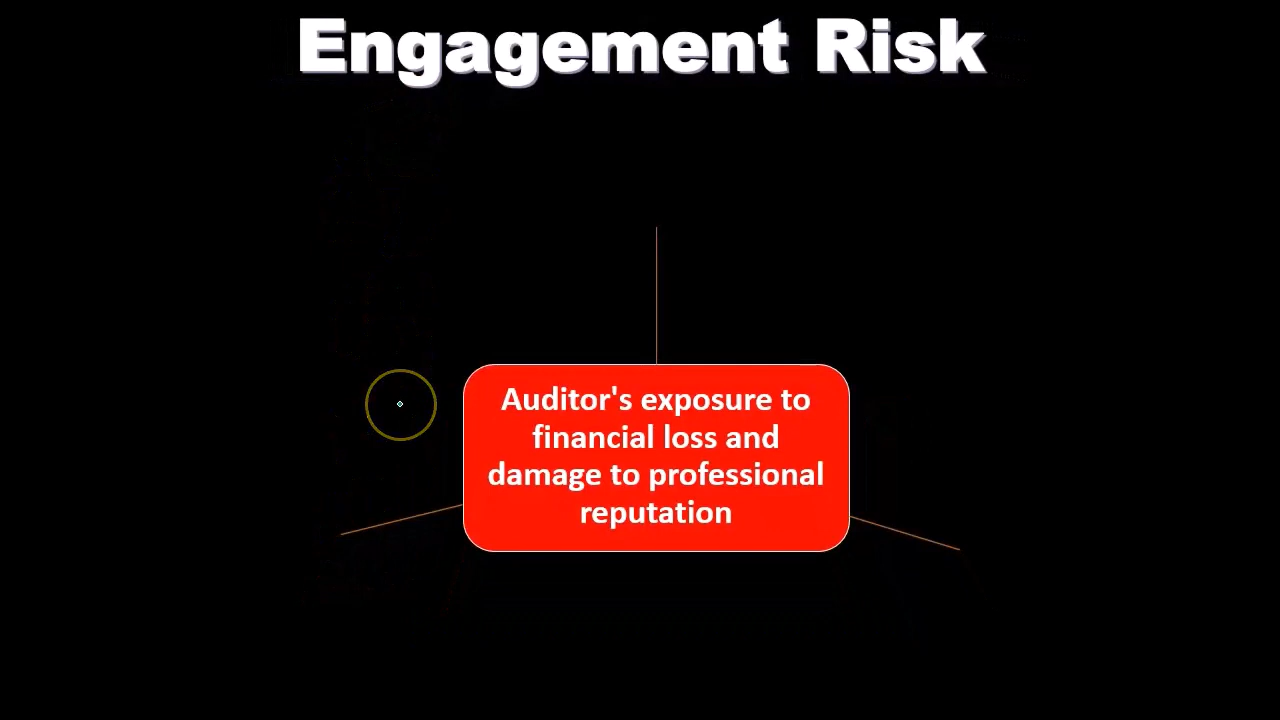 Engagement Risk
Auditor's exposure to
financial loss and
damage to professional
reputation